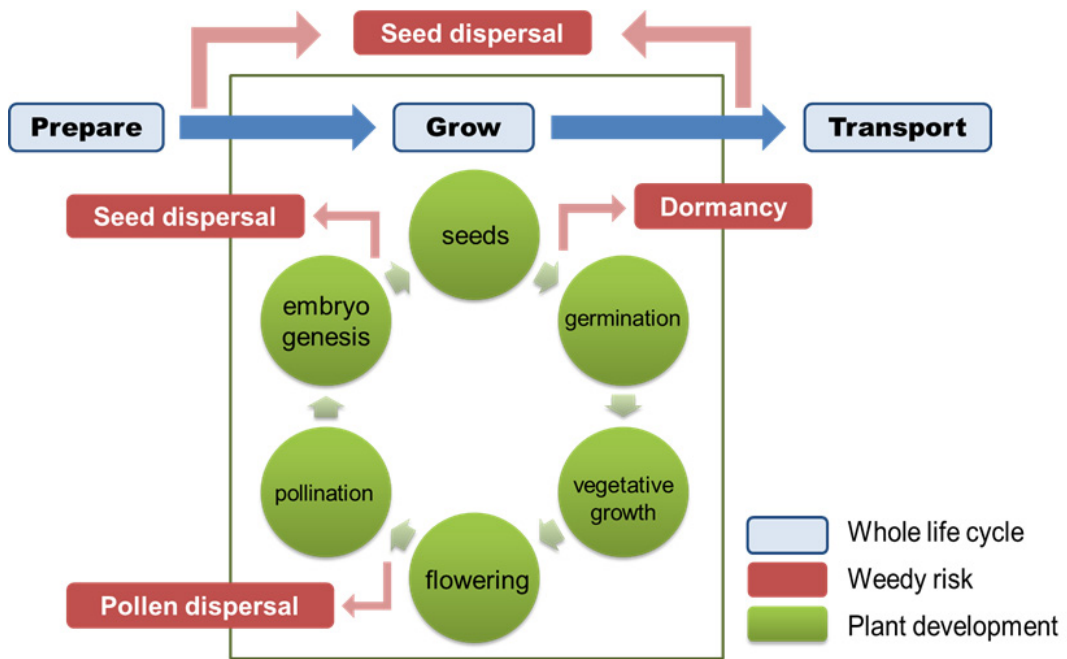 Seed dispersal
Prepare
Grow
Transport
Seed dispersal
Dormancy
seeds
embryo
genesis
germination
pollination
vegetative
growth
flowering
Pollen dispersal
Whole life cycle
Weedy risk
Plant development